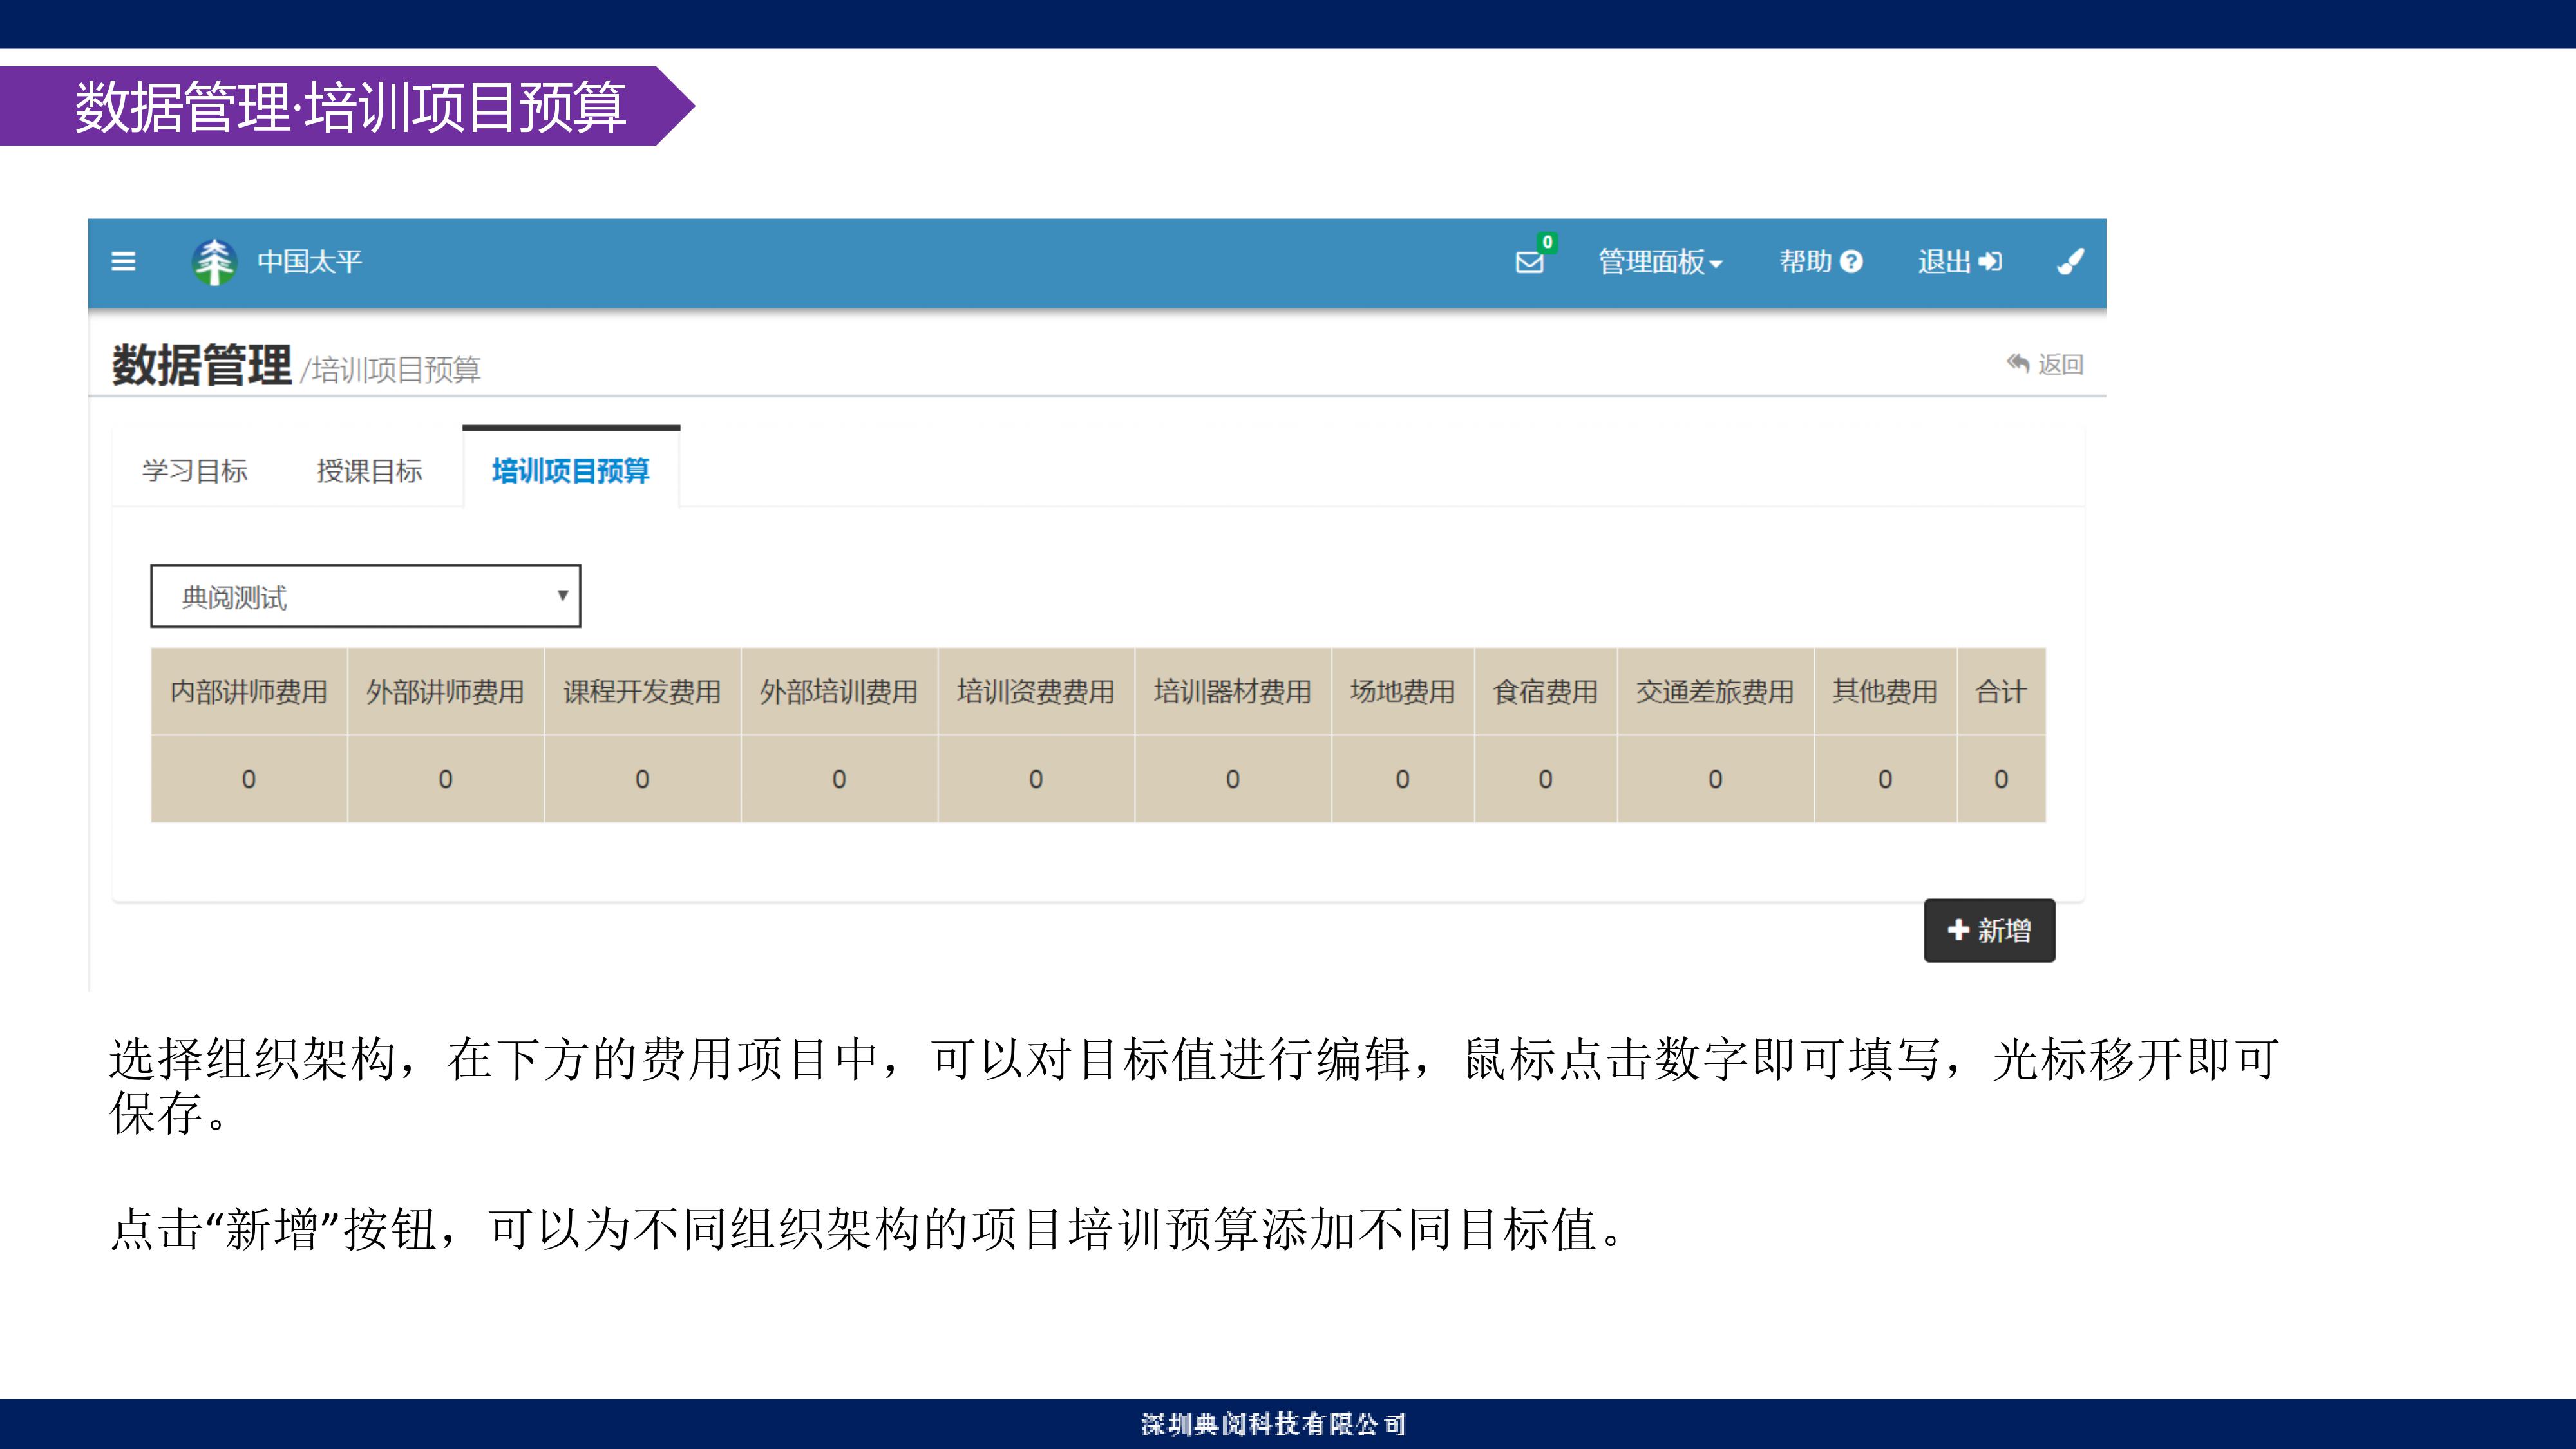 数据管理·培训项目预算
中国太平
0
管理面板
帮助
退出
数据管理 /培训项目预算
返回
学习目标 授课目标 培训项目预算
典阅测试
内部讲师费用 外部讲师费用 课程开发费用 外部培训费用 培训资费费用 培训器材费用 场地费用 食宿费用 交通差旅费用 其他费用 合计
0 0 0 0 0 0 0 0 0 0 0
新增
选择组织架构，在下方的费用项目中，可以对目标值进行编辑，鼠标点击数字即可填写，光标移开即可
保存。
点击“新增”按钮，可以为不同组织架构的项目培训预算添加不同目标值。
深圳典阅科技有限公司